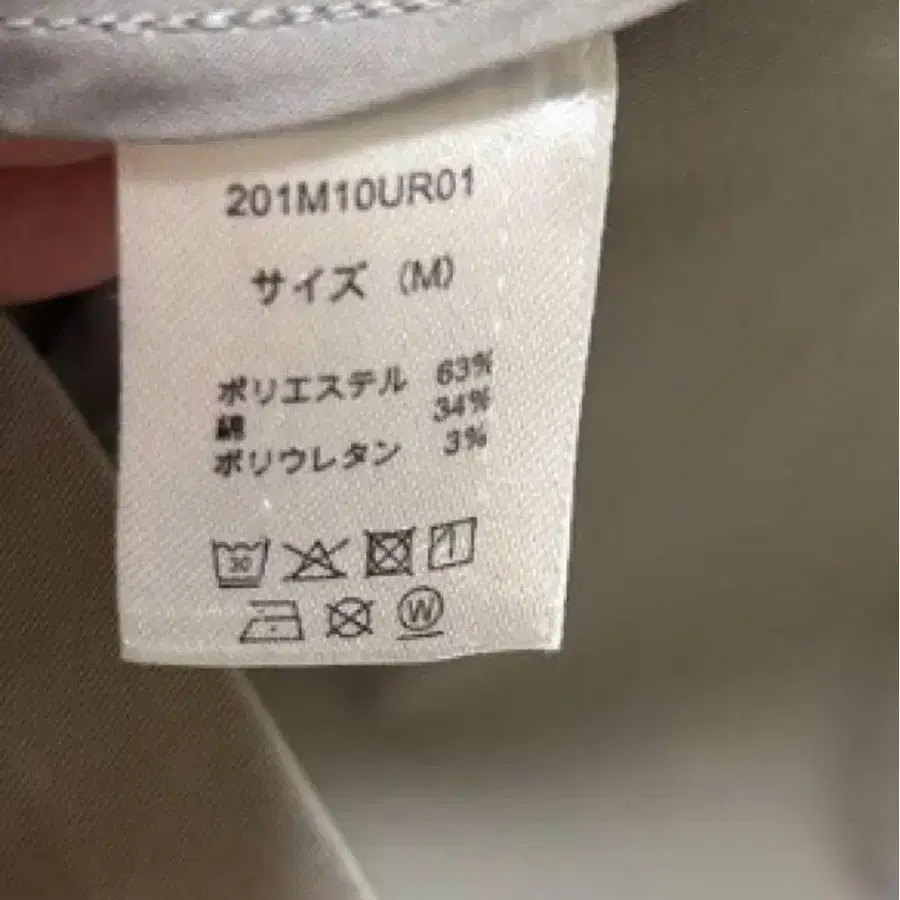 201M10UR01
サイズ (M)
ポリエステル 63%
綿 34%
ポリウレタン 3%
30
W